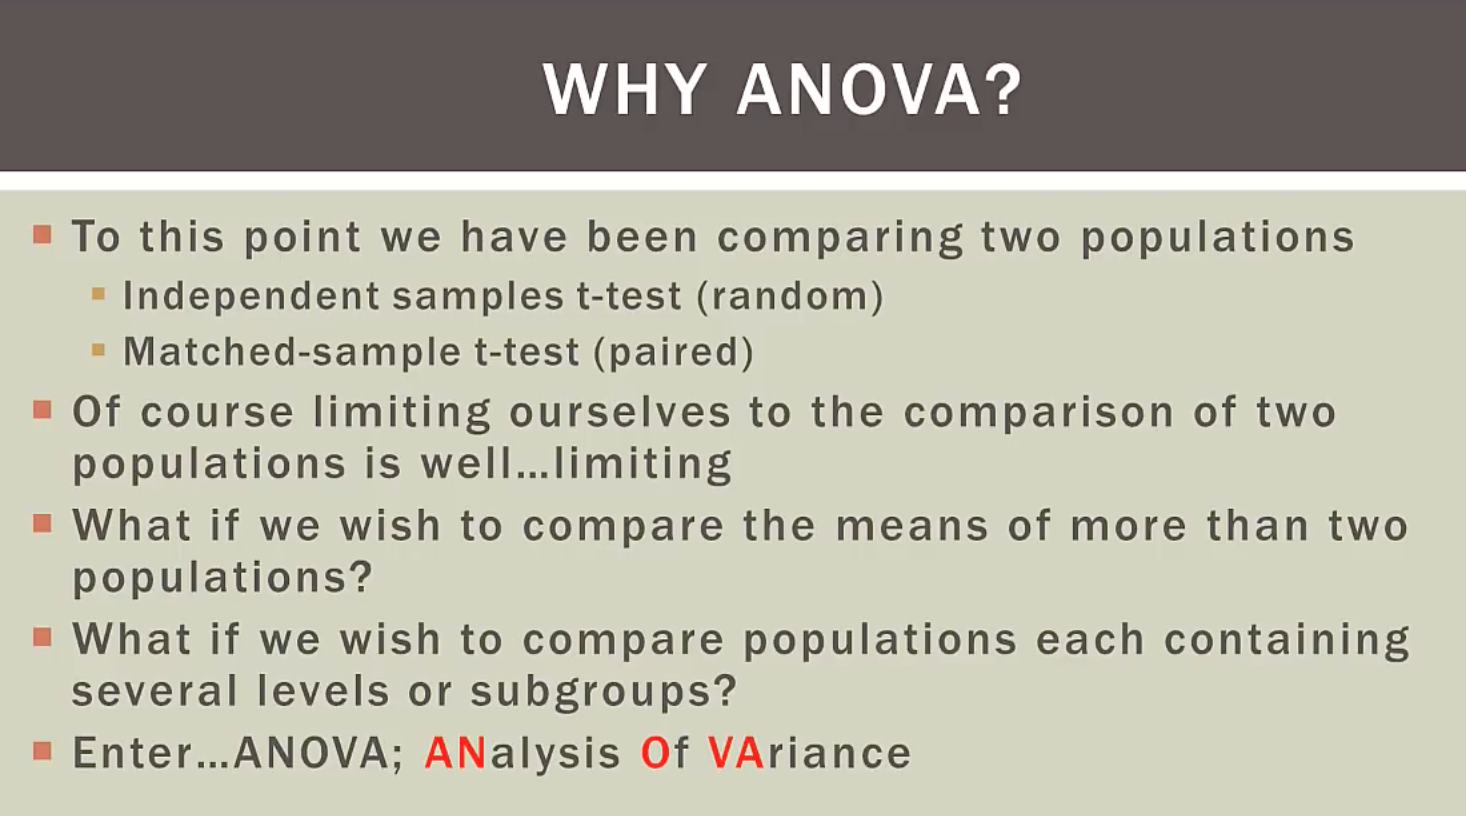 WHY ANOVA?
To this point we have been comparing two populations
Independent samples t-test (random)
Matched-sample t-test (paired)
Of course limiting ourselves to the comparison of two
populations is well...limiting
What if we wish to compare the means of more than two
populations?
What if we wish to compare populations each containing
several levels or subgroups?
Enter...ANOVA; ANalysis Of VAriance